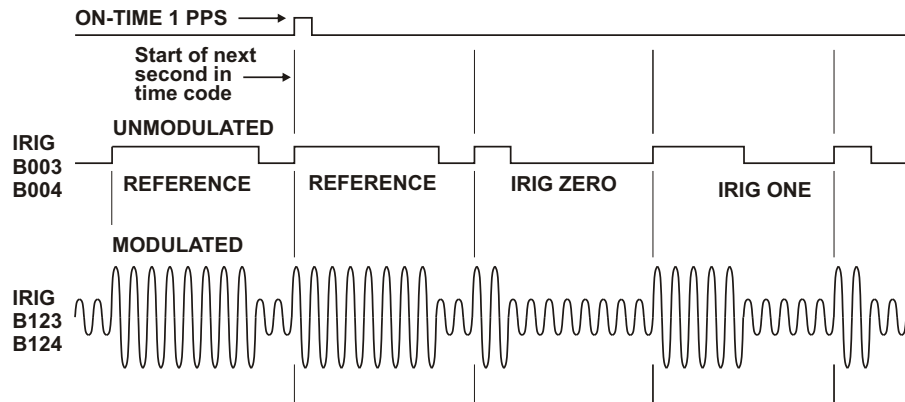 ON-TIME 1 PPS
Start of next
second in
time code
UNMODULATED
IRIG
B003
B004
REFERENCE
REFERENCE
IRIG ZERO
IRIG ONE
MODULATED
IRIG
B123
B124